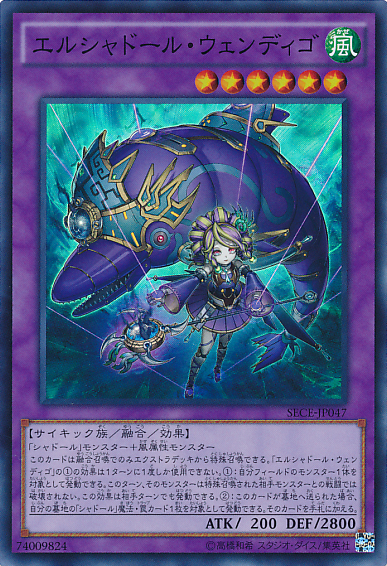 エルシャドール・ウェンディゴ
風
SECE-JP047
【サイキック族／融合／効果】
「シャドール」モンスター＋風属性モンスター
このカードは融合召喚でのみエクストラデッキから特殊召喚できる。「エルシャドール・ウェン
ディゴ」の①の効果は1ターンに1度しか使用できない。①：自分フィールドのモンスター1体を
対象として発動できる。このターン、そのモンスターは特殊召喚された相手モンスターとの戦闘では
破壊されない。この効果は相手ターンでも発動できる。②：このカードが墓地へ送られた場合、
自分の墓地の「シャドール」魔法・罠カード1枚を対象として発動できる。そのカードを手札に加える。
ATK/ 200 DEF/2800
74009824
©高橋和希 スタジオ・ダイス/集英社